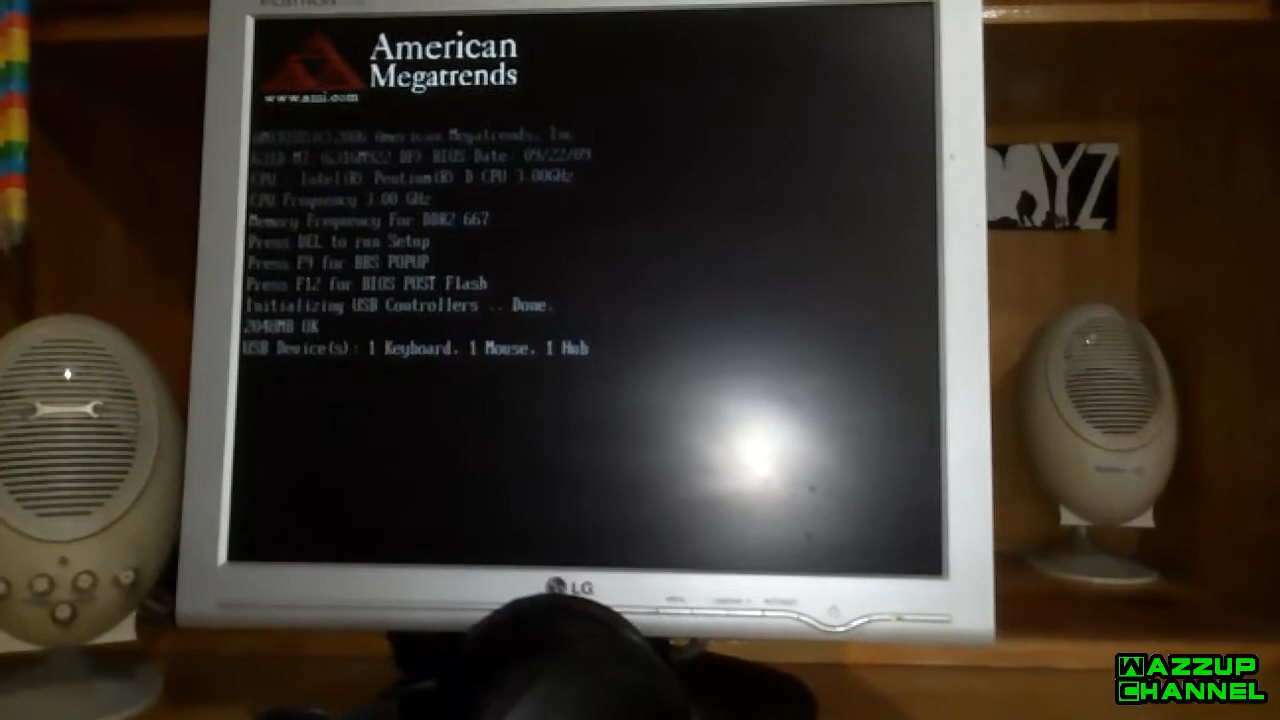 American
Megatrends
www.ami.com
American Megatrends, Inc
BIOS Date: 09/22/09
CPU : Intel(R) Pentium(R) D CPU 3.00GHz
CPU Frequency 3.00 GHz
Memory Frequency For DDR2 667
Press DEL to run Setup
Press F9 for BBS POPUP
Press F12 for BIOS POST Flash
Initializing USB Controllers .. Done.
2048MB OK
USB Device(s): 1 Keyboard, 1 Mouse, 1 Hub
MYZ
LG
WAZZUP
CHANNEL